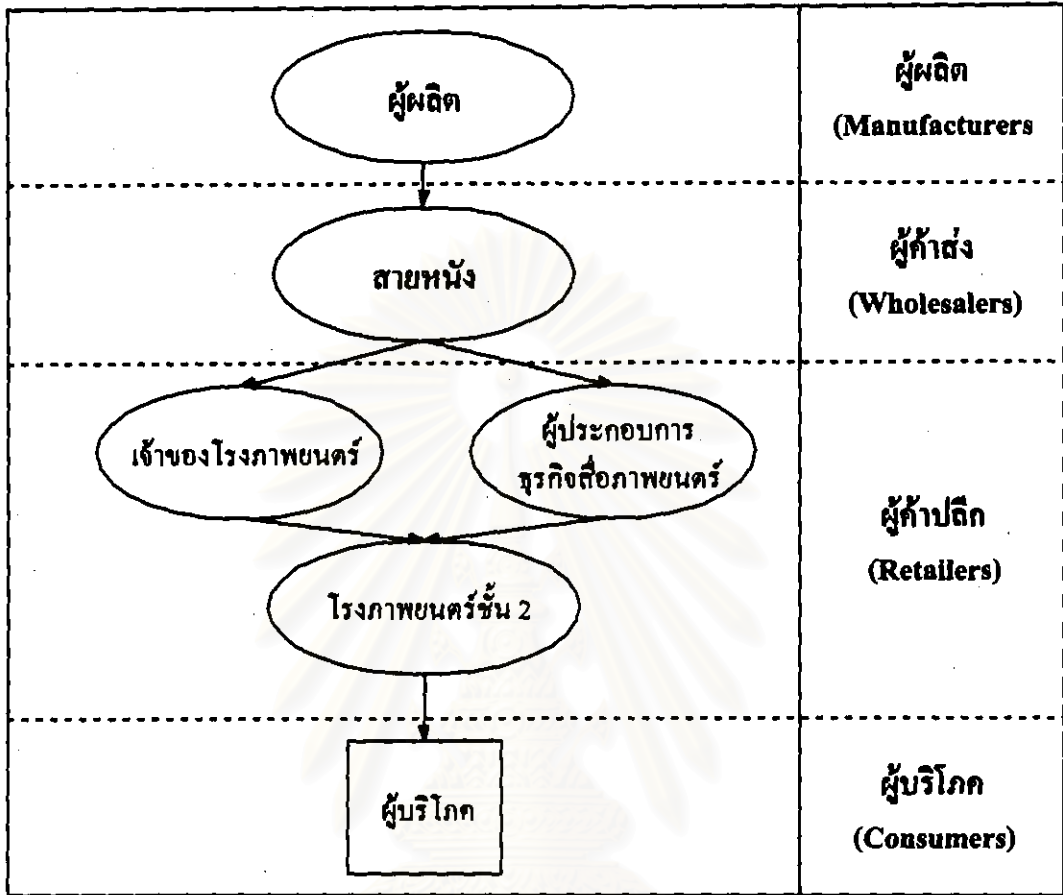 ผู้ผลิต
ผู้ผลิต
(Manufacturers
สายหนัง
ผู้ค้าส่ง
(Wholesalers)
เจ้าของโรงภาพยนตร์
ผู้ประกอบการ
ธุรกิจสื่อภาพยนตร์
ผู้ค้าปลีก
(Retailers)
โรงภาพยนตร์ชั้น 2
ผู้บริโภค
ผู้บริโภค
(Consumers)